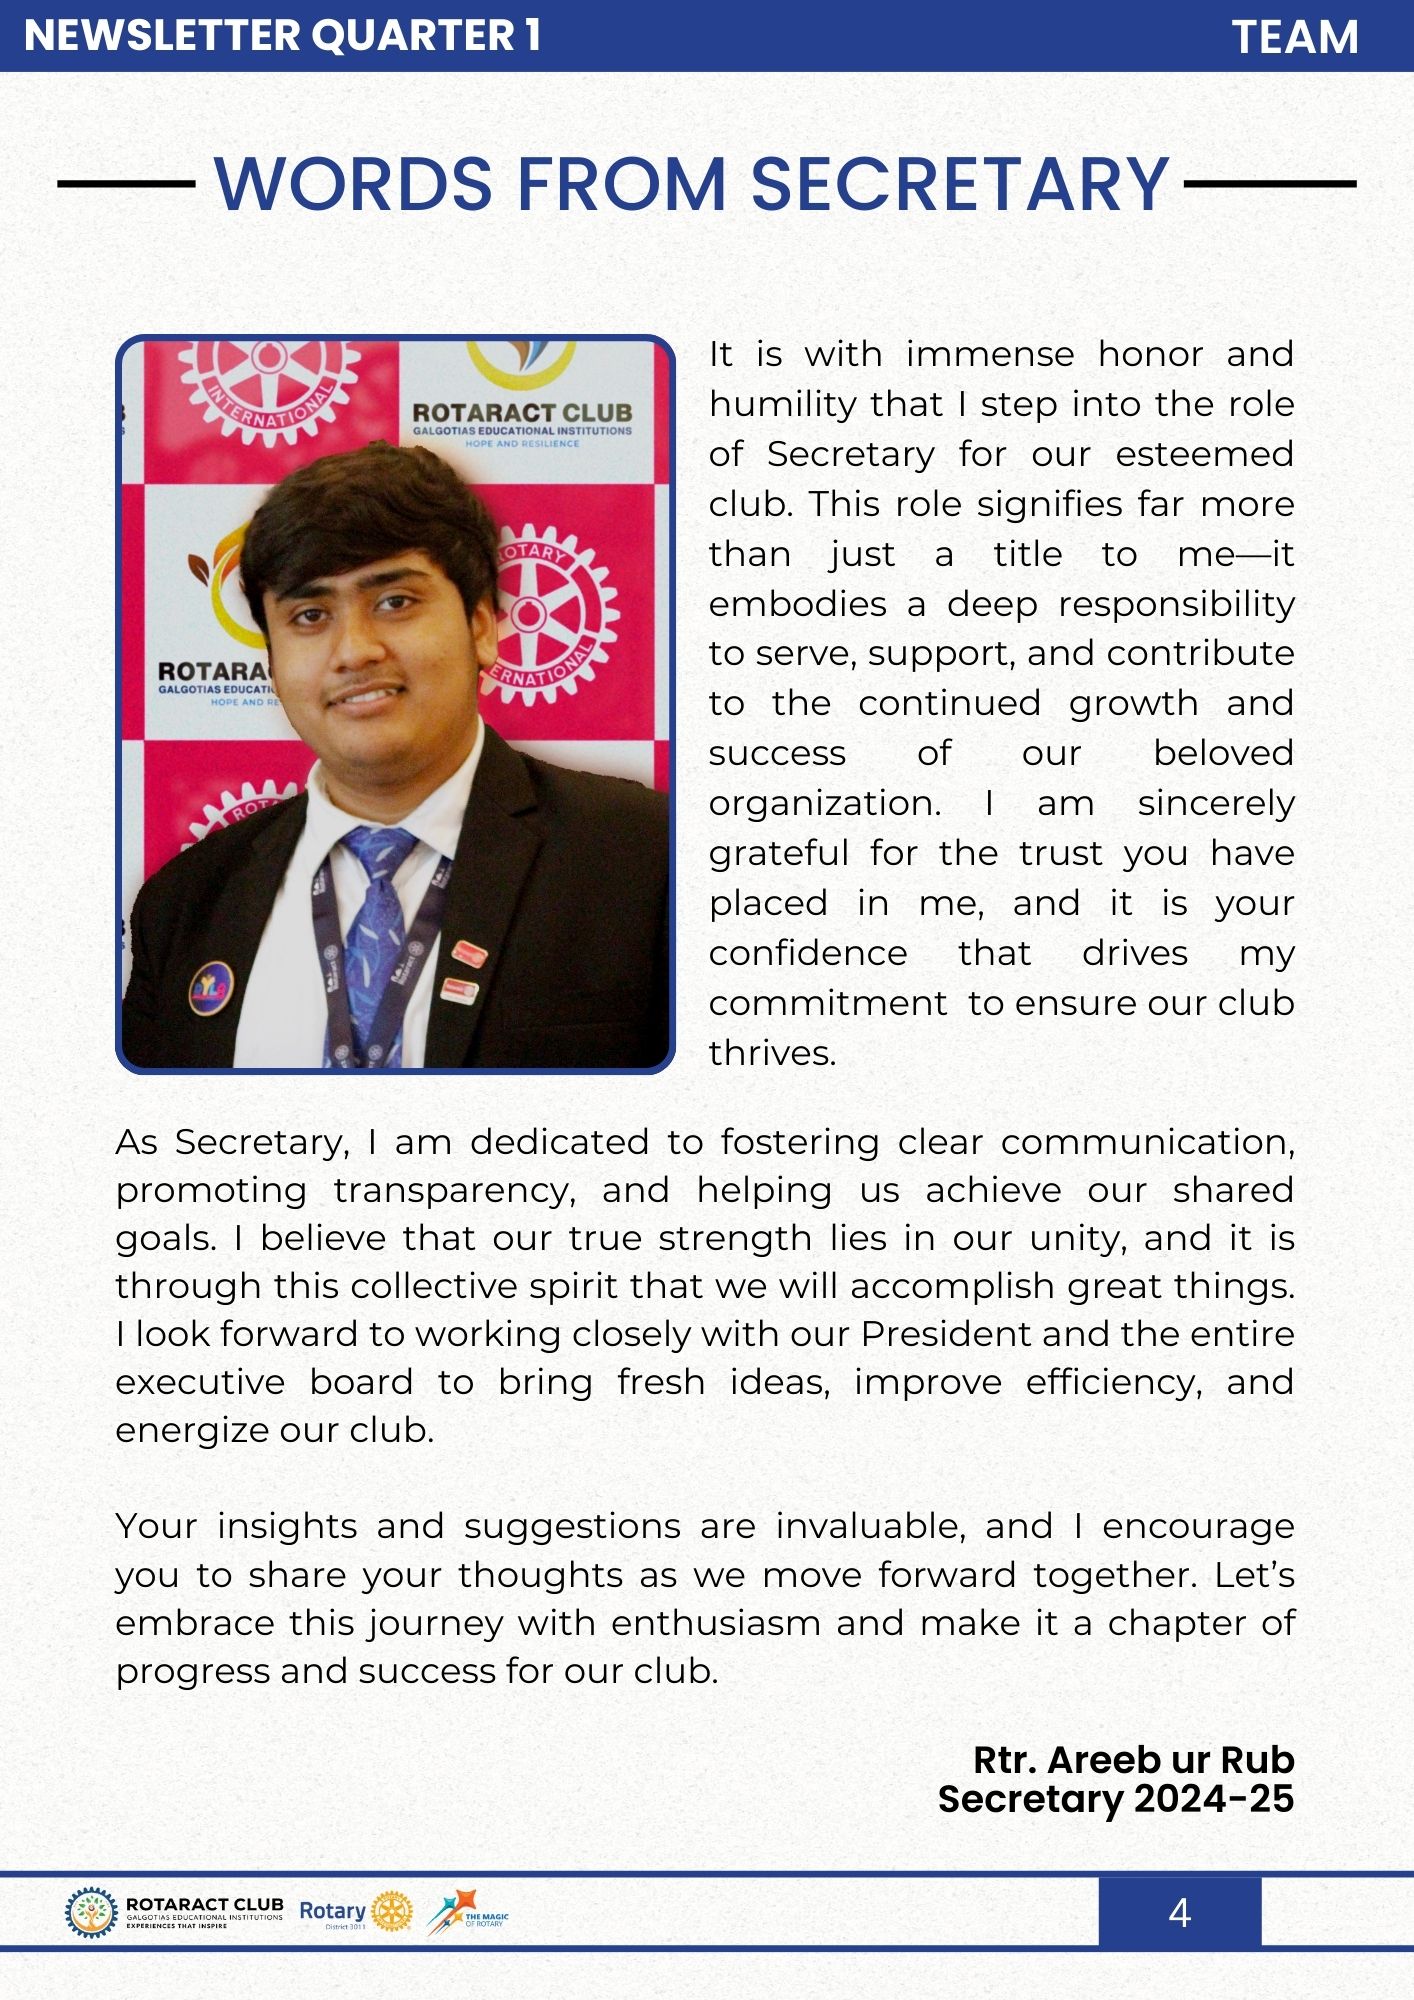 NEWSLETTER QUARTER 1
TEAM
WORDS FROM SECRETARY
INTERNATIONAL
ROTARACT CLUB
GALGOTIAS EDUCATIONAL INSTITUTIONS
HOPE AND RESILIENCE
ROTARY
ERNATIONAL
ROTARA
GALGOTIAS EDUCATI
HOPE AND RE
ROTA
It is with immense honor and
humility that I step into the role
of Secretary for our esteemed
club. This role signifies far more
than just a title to me—it
embodies a deep responsibility
to serve, support, and contribute
to the continued growth and
success of our beloved
organization. I am sincerely
grateful for the trust you have
placed in me, and it is your
confidence that drives my
commitment to ensure our club
thrives.
As Secretary, I am dedicated to fostering clear communication,
promoting transparency, and helping us achieve our shared
goals. I believe that our true strength lies in our unity, and it is
through this collective spirit that we will accomplish great things.
I look forward to working closely with our President and the entire
executive board to bring fresh ideas, improve efficiency, and
energize our club.
Your insights and suggestions are invaluable, and I encourage
you to share your thoughts as we move forward together. Let’s
embrace this journey with enthusiasm and make it a chapter of
progress and success for our club.
Rtr. Areeb ur Rub
Secretary 2024-25
ROTARACT CLUB
GALGOTIAS EDUCATIONAL INSTITUTIONS
EXPERIENCES THAT INSPIRE
Rotary
District 3011
THE MAGIC
OF ROTARY
4